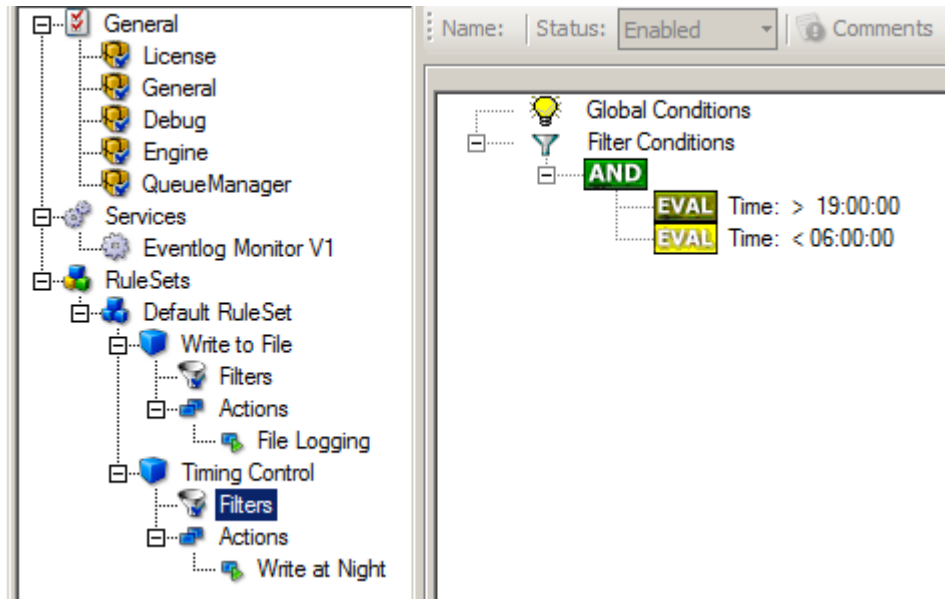 General
License
General
Debug
Engine
QueueManager
Services
Eventlog Monitor V1
RuleSets
Default RuleSet
Write to File
Filters
Actions
File Logging
Timing Control
Filters
Actions
Write at Night
Name: Status: Enabled Comments
Global Conditions
Filter Conditions
AND
EVAL Time: > 19:00:00
EVAL Time: < 06:00:00